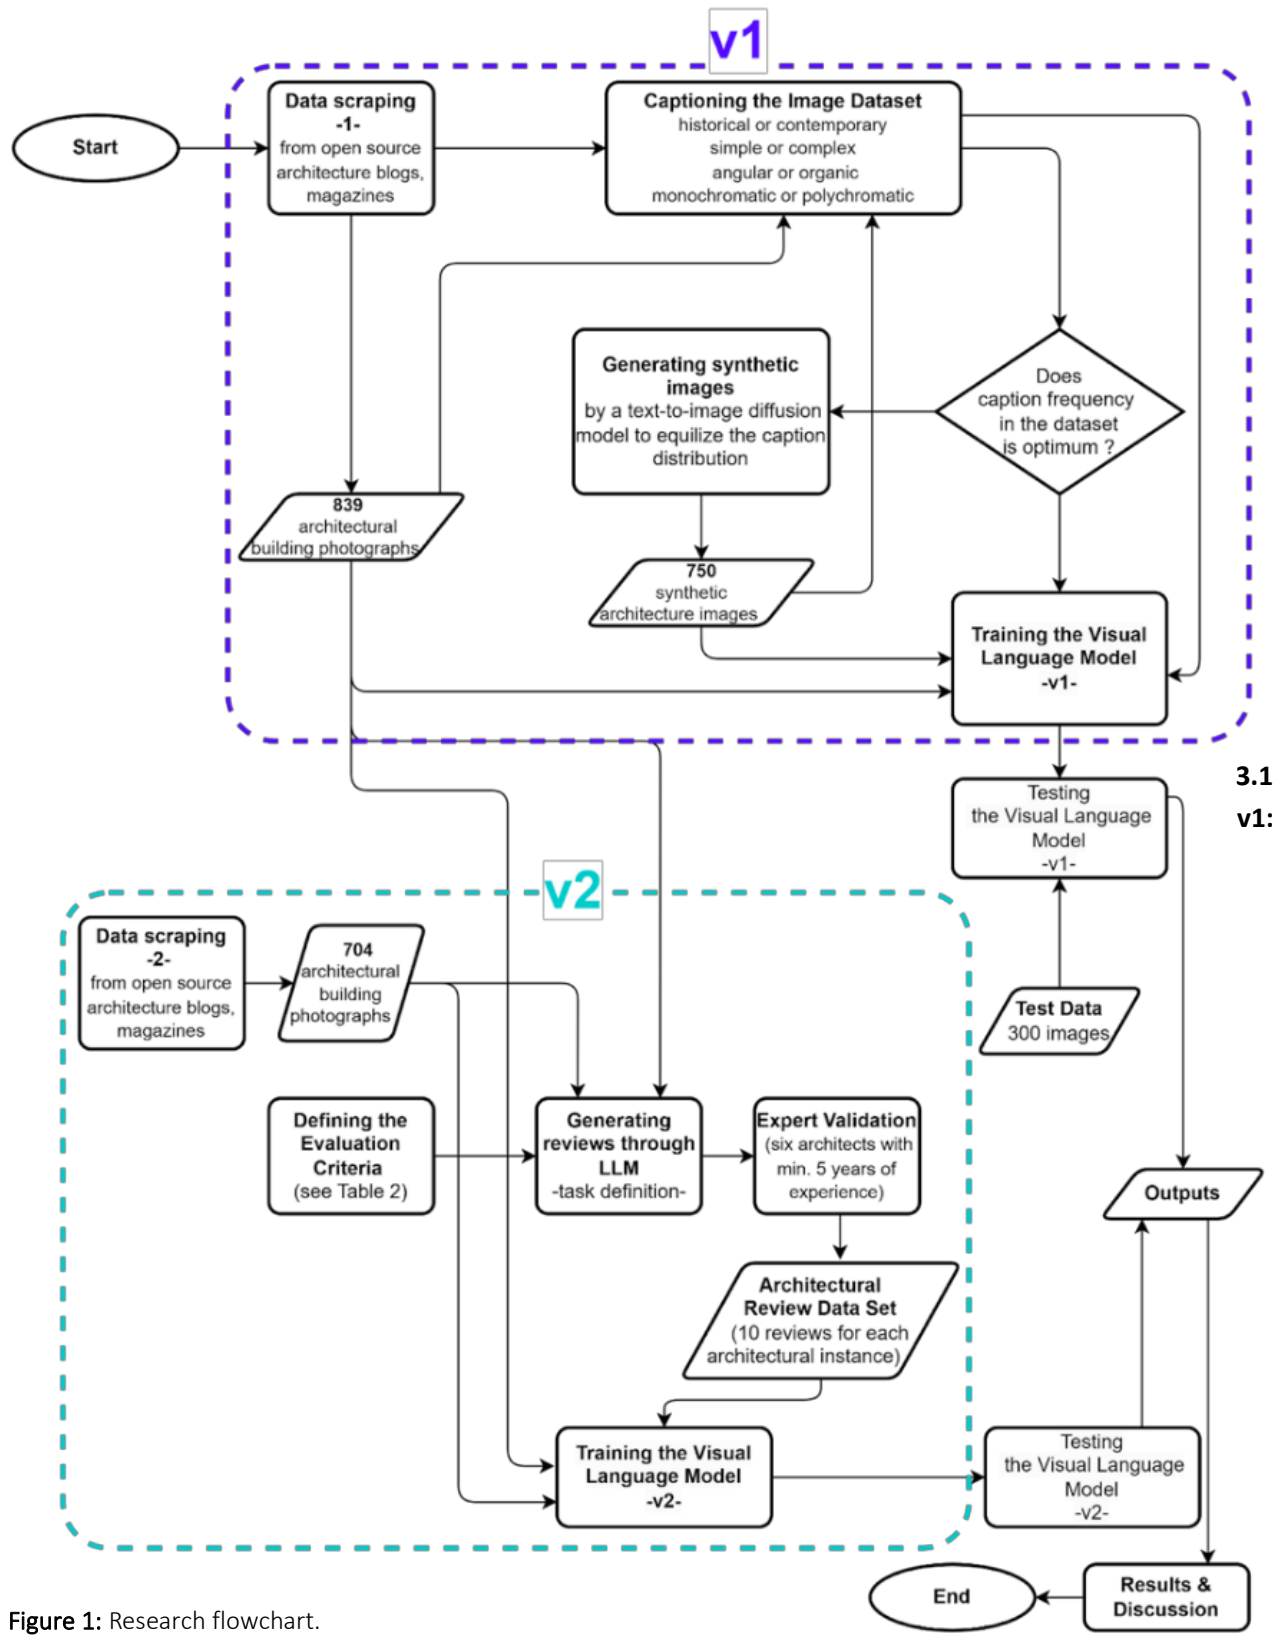 v1
Start
Data scraping
-1-
from open source
architecture blogs,
magazines
Captioning the Image Dataset
historical or contemporary
simple or complex
angular or organic
monochromatic or polychromatic
Generating synthetic
images
by a text-to-image diffusion
model to equilize the caption
distribution
Does
caption frequency
in the dataset
is optimum ?
839
architectural
building photographs
750
synthetic
architecture images
Training the Visual
Language Model
-v1-
3.1
v1:
Testing
the Visual Language
Model
-v1-
v2
Data scraping
-2-
from open source
architecture blogs,
magazines
704
architectural
building
photographs
Test Data
300 images
Defining the
Evaluation
Criteria
(see Table 2)
Generating
reviews through
LLM
-task definition-
Expert Validation
(six architects with
min. 5 years of
experience)
Outputs
Architectural
Review Data Set
(10 reviews for each
architectural instance)
Training the Visual
Language Model
-v2-
Testing
the Visual Language
Model
-v2-
End
Results &
Discussion
Figure 1: Research flowchart.